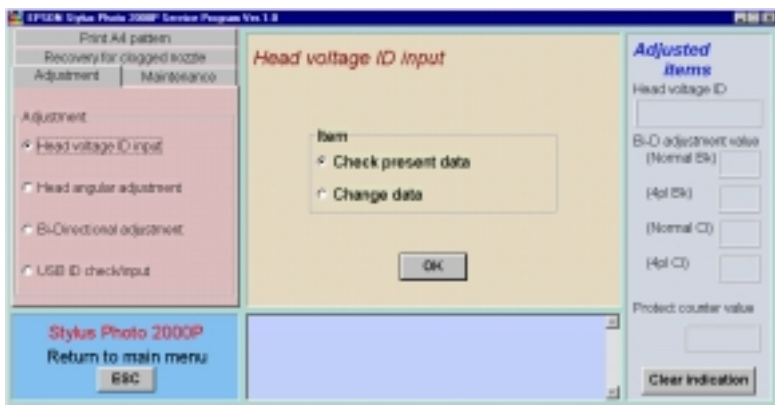 EPSON Stylus Photo 2000P Service Program Ver.1.0
Print A4 pattern
Recovery for clogged nozzle
Adjustment
Maintenance
Adjustment
Head voltage ID input
Head angular adjustment
Bi-Directional adjustment
USB ID check/input
Stylus Photo 2000P
Return to main menu
ESC
Head voltage ID input
Item
Check present data
Change data
OK
Adjusted
items
Head voltage ID
Bi-D adjustment value
(Normal Bk)
(4pl Bk)
(Normal Cl)
(4pl Cl)
Protect counter value
Clear indication